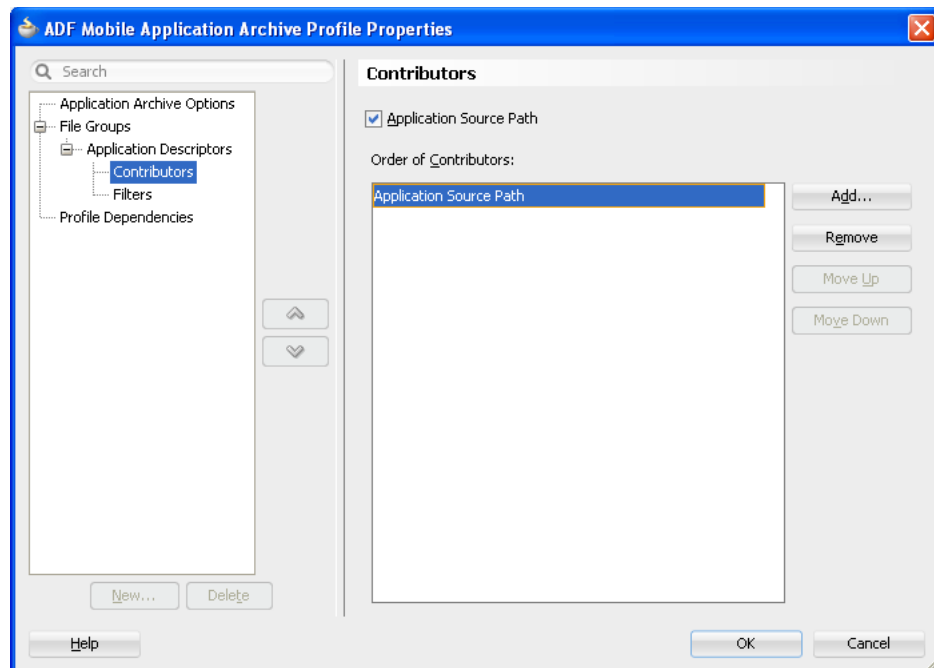 ADF Mobile Application Archive Profile Properties
Search
Application Archive Options
File Groups
Application Descriptors
Contributors
Filters
Profile Dependencies
New...
Delete
Contributors
Application Source Path
Order of Contributors:
Application Source Path
Add...
Remove
Move Up
Move Down
Help
OK
Cancel